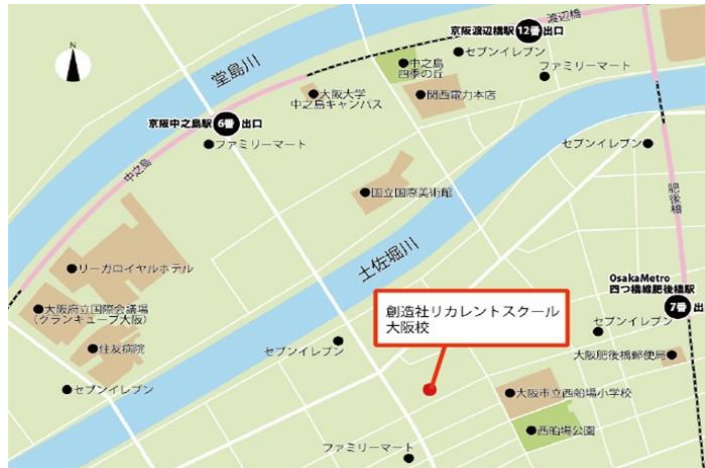 渡辺橋
京阪渡辺橋駅 12番 出口
セブンイレブン
中之島
四季の丘
ファミリーマート
堂島川
大阪大学
中之島キャンパス
関西電力本店
N
京阪中之島駅 6番 出口
ファミリーマート
セブンイレブン
中之島
国立国際美術館
肥後橋
土佐堀川
リーガロイヤルホテル
OsakaMetro
四つ橋線肥後橋駅
7番 出
創造社リカレントスクール
大阪校
大阪府立国際会議場
(グランキューブ大阪)
セブンイレブン
住友病院
セブンイレブン
大阪肥後橋郵便局
セブンイレブン
大阪市立西船場小学校
西船場公園
ファミリーマート